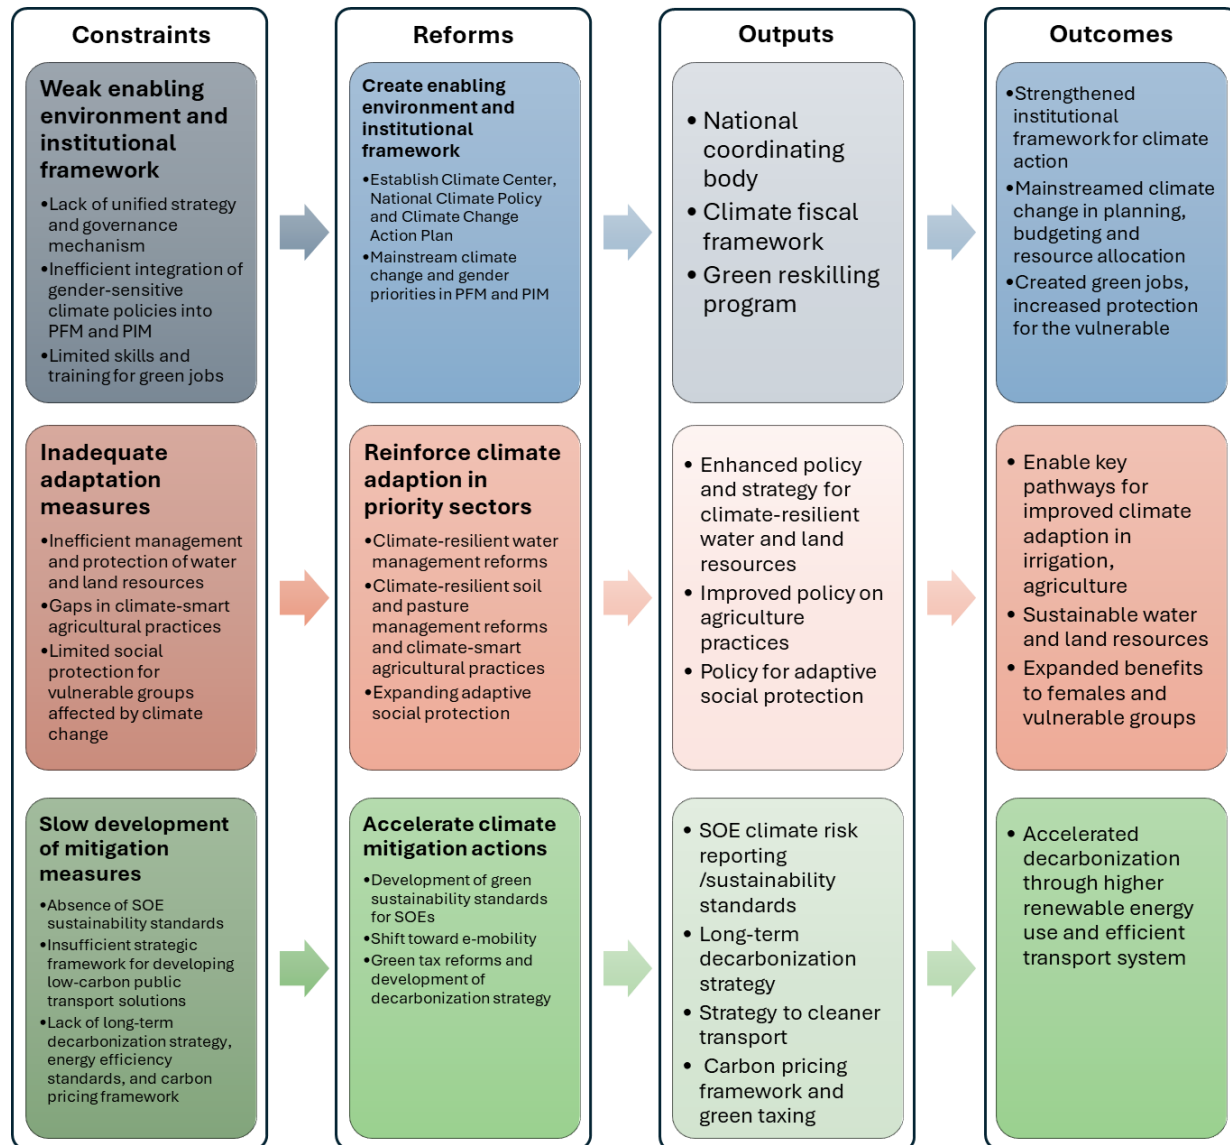 Constraints
Weak enabling
environment and
institutional
framework
•Lack of unified strategy
and governance
mechanism
•Inefficient integration of
gender-sensitive
climate policies into
PFM and PIM
•Limited skills and
training for green jobs
Inadequate
adaptation
measures
•Inefficient management
and protection of water
and land resources
•Gaps in climate-smart
agricultural practices
•Limited social
protection for
vulnerable groups
affected by climate
change
Slow development
of mitigation
measures
•Absence of SOE
sustainability standards
•Insufficient strategic
framework for developing
low-carbon public
transport solutions
•Lack of long-term
decarbonization strategy,
energy efficiency
standards, and carbon
pricing framework
Reforms
Create enabling
environment and
institutional
framework
•Establish Climate Center,
National Climate Policy
and Climate Change
Action Plan
•Mainstream climate
change and gender
priorities in PFM and PIM
Reinforce climate
adaption in
priority sectors
•Climate-resilient water
management reforms
•Climate-resilient soil
and pasture
management reforms
and climate-smart
agricultural practices
•Expanding adaptive
social protection
Accelerate climate
mitigation actions
•Development of green
sustainability standards
for SOEs
•Shift toward e-mobility
•Green tax reforms and
development of
decarbonization strategy
Outputs
• National
coordinating
body
• Climate fiscal
framework
• Green reskilling
program
• Enhanced policy
and strategy for
climate-resilient
water and land
resources
• Improved policy on
agriculture
practices
• Policy for adaptive
social protection
• SOE climate risk
reporting
/sustainability
standards
• Long-term
decarbonization
strategy
• Strategy to cleaner
transport
• Carbon pricing
framework and
green taxing
Outcomes
•Strengthened
institutional
framework for climate
action
•Mainstreamed climate
change in planning,
budgeting and
resource allocation
•Created green jobs,
increased protection
for the vulnerable
• Enable key
pathways for
improved climate
adaption in
irrigation,
agriculture
• Sustainable water
and land resources
• Expanded benefits
to females and
vulnerable groups
• Accelerated
decarbonization
through higher
renewable energy
use and efficient
transport system